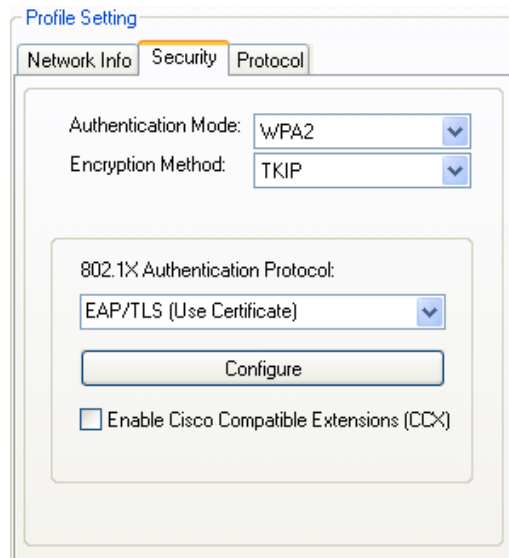 Profile Setting
Network Info Security Protocol
Authentication Mode: WPA2
Encryption Method: TKIP
802.1X Authentication Protocol:
EAP/TLS (Use Certificate)
Configure
Enable Cisco Compatible Extensions (CCX)